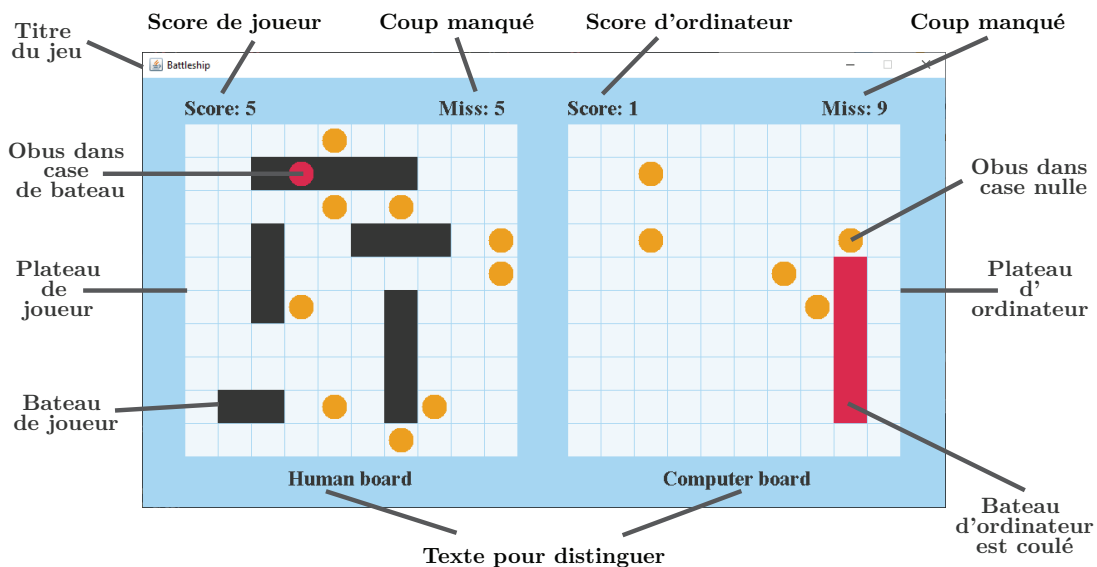 Score de joueur
Coup manqué
Score d'ordinateur
Coup manqué
Titre
du jeu
Battleship
Score: 5
Miss: 5
Score: 1
Miss: 9
Obus dans
case
de bateau
Obus dans
case nulle
Plateau
de
joueur
Plateau
d'
ordinateur
Bateau
de joueur
Human board
Computer board
Bateau
d'ordinateur
est coulé
Texte pour distinguer